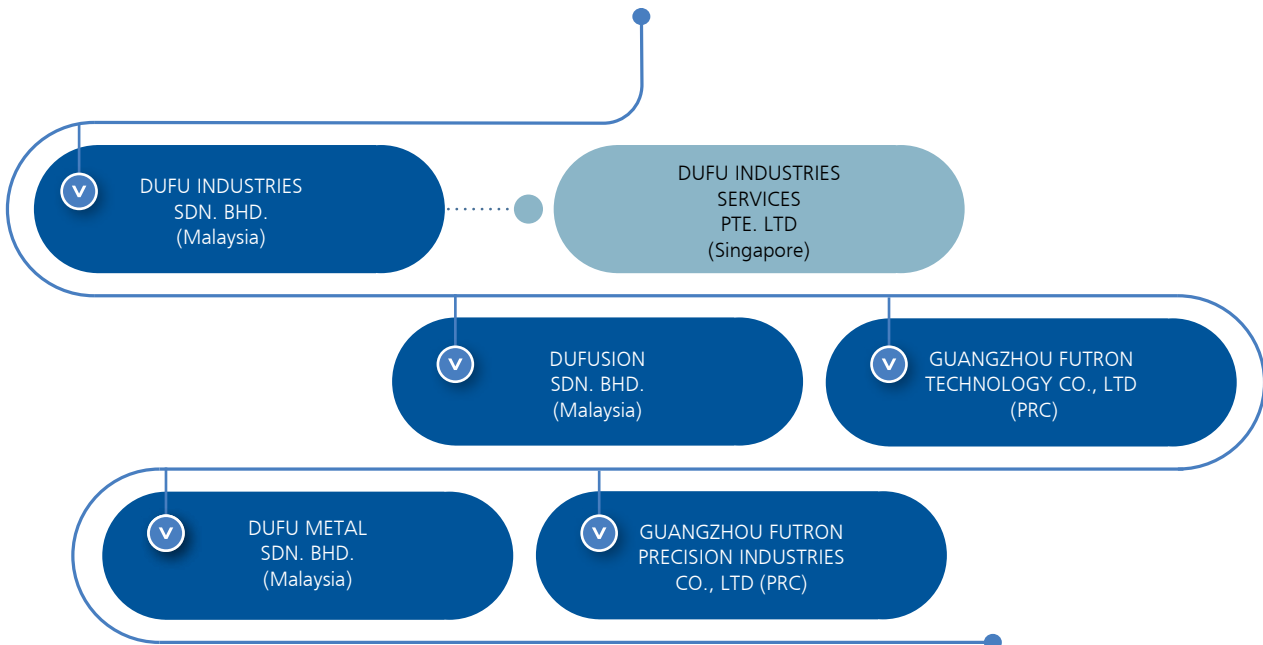 DUFU INDUSTRIES
SDN. BHD.
(Malaysia)
DUFU INDUSTRIES
SERVICES
PTE. LTD
(Singapore)
DUFUSION
SDN. BHD.
(Malaysia)
GUANGZHOU FUTRON
TECHNOLOGY CO., LTD
(PRC)
DUFU METAL
SDN. BHD.
(Malaysia)
GUANGZHOU FUTRON
PRECISION INDUSTRIES
CO., LTD (PRC)